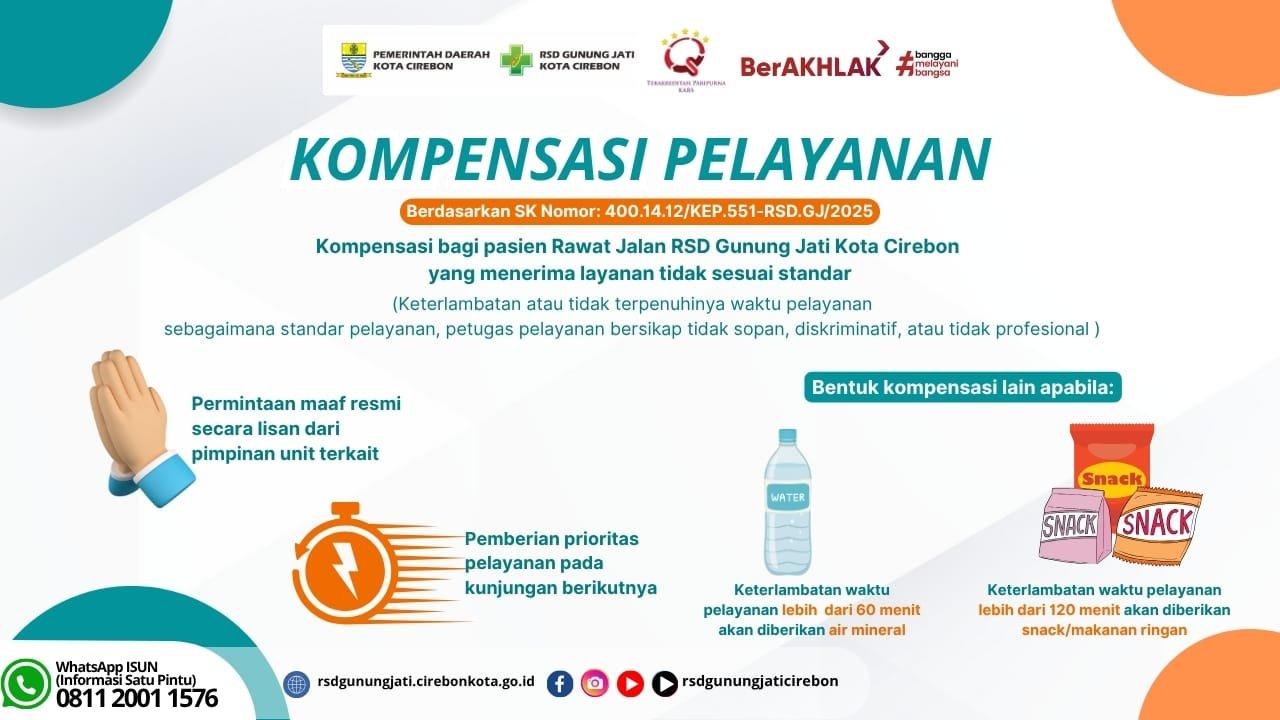 PEMERINTAH DAERAH
KOTA CIREBON
RSD GUNUNG JATI
KOTA CIREBON
TERAKREDITASI PARIPURNA
KARS
BerAKHLAK
#bangga
melayani
bangsa
KOMPENSASI PELAYANAN
Berdasarkan SK Nomor: 400.14.12/KEP.551-RSD.GJ/2025
Kompensasi bagi pasien Rawat Jalan RSD Gunung Jati Kota Cirebon
yang menerima layanan tidak sesuai standar
(Keterlambatan atau tidak terpenuhinya waktu pelayanan
sebagaimana standar pelayanan, petugas pelayanan bersikap tidak sopan, diskriminatif, atau tidak profesional )
Permintaan maaf resmi
secara lisan dari
pimpinan unit terkait
Pemberian prioritas
pelayanan pada
kunjungan berikutnya
Bentuk kompensasi lain apabila:
WATER
Keterlambatan waktu
pelayanan lebih dari 60 menit
akan diberikan air mineral
Snack
SNACK
SNACK
Keterlambatan waktu pelayanan
lebih dari 120 menit akan diberikan
snack/makanan ringan
WhatsApp ISUN
(Informasi Satu Pintu)
0811 2001 1576
rsdgunungjati.cirebonkota.go.id
rsdgunungjaticirebon